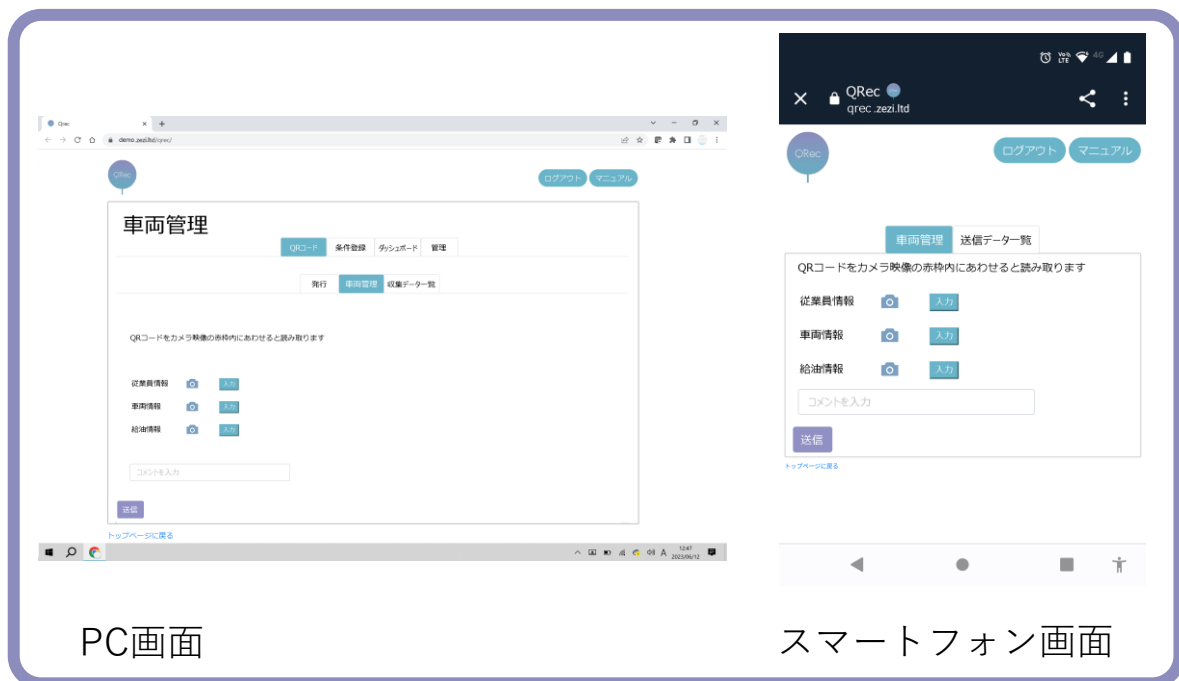 Qrec
demo.zezi.ltd/qrec/
QRec
ログアウト マニュアル
車両管理
QRコード 条件登録 ダッシュボード 管理
発行 車両管理 収集データ一覧
QRコードをカメラ映像の赤枠内にあわせると読み取ります
従業員情報 入力
車両情報 入力
給油情報 入力
コメントを入力
送信
トップページに戻る
A 12:47
2023/06/12
PC画面
Vo)) LTE 4G
QRec
qrec.zezi.ltd
QRec
ログアウト マニュアル
車両管理 送信データ一覧
QRコードをカメラ映像の赤枠内にあわせると読み取ります
従業員情報 入力
車両情報 入力
給油情報 入力
コメントを入力
送信
トップページに戻る
スマートフォン画面